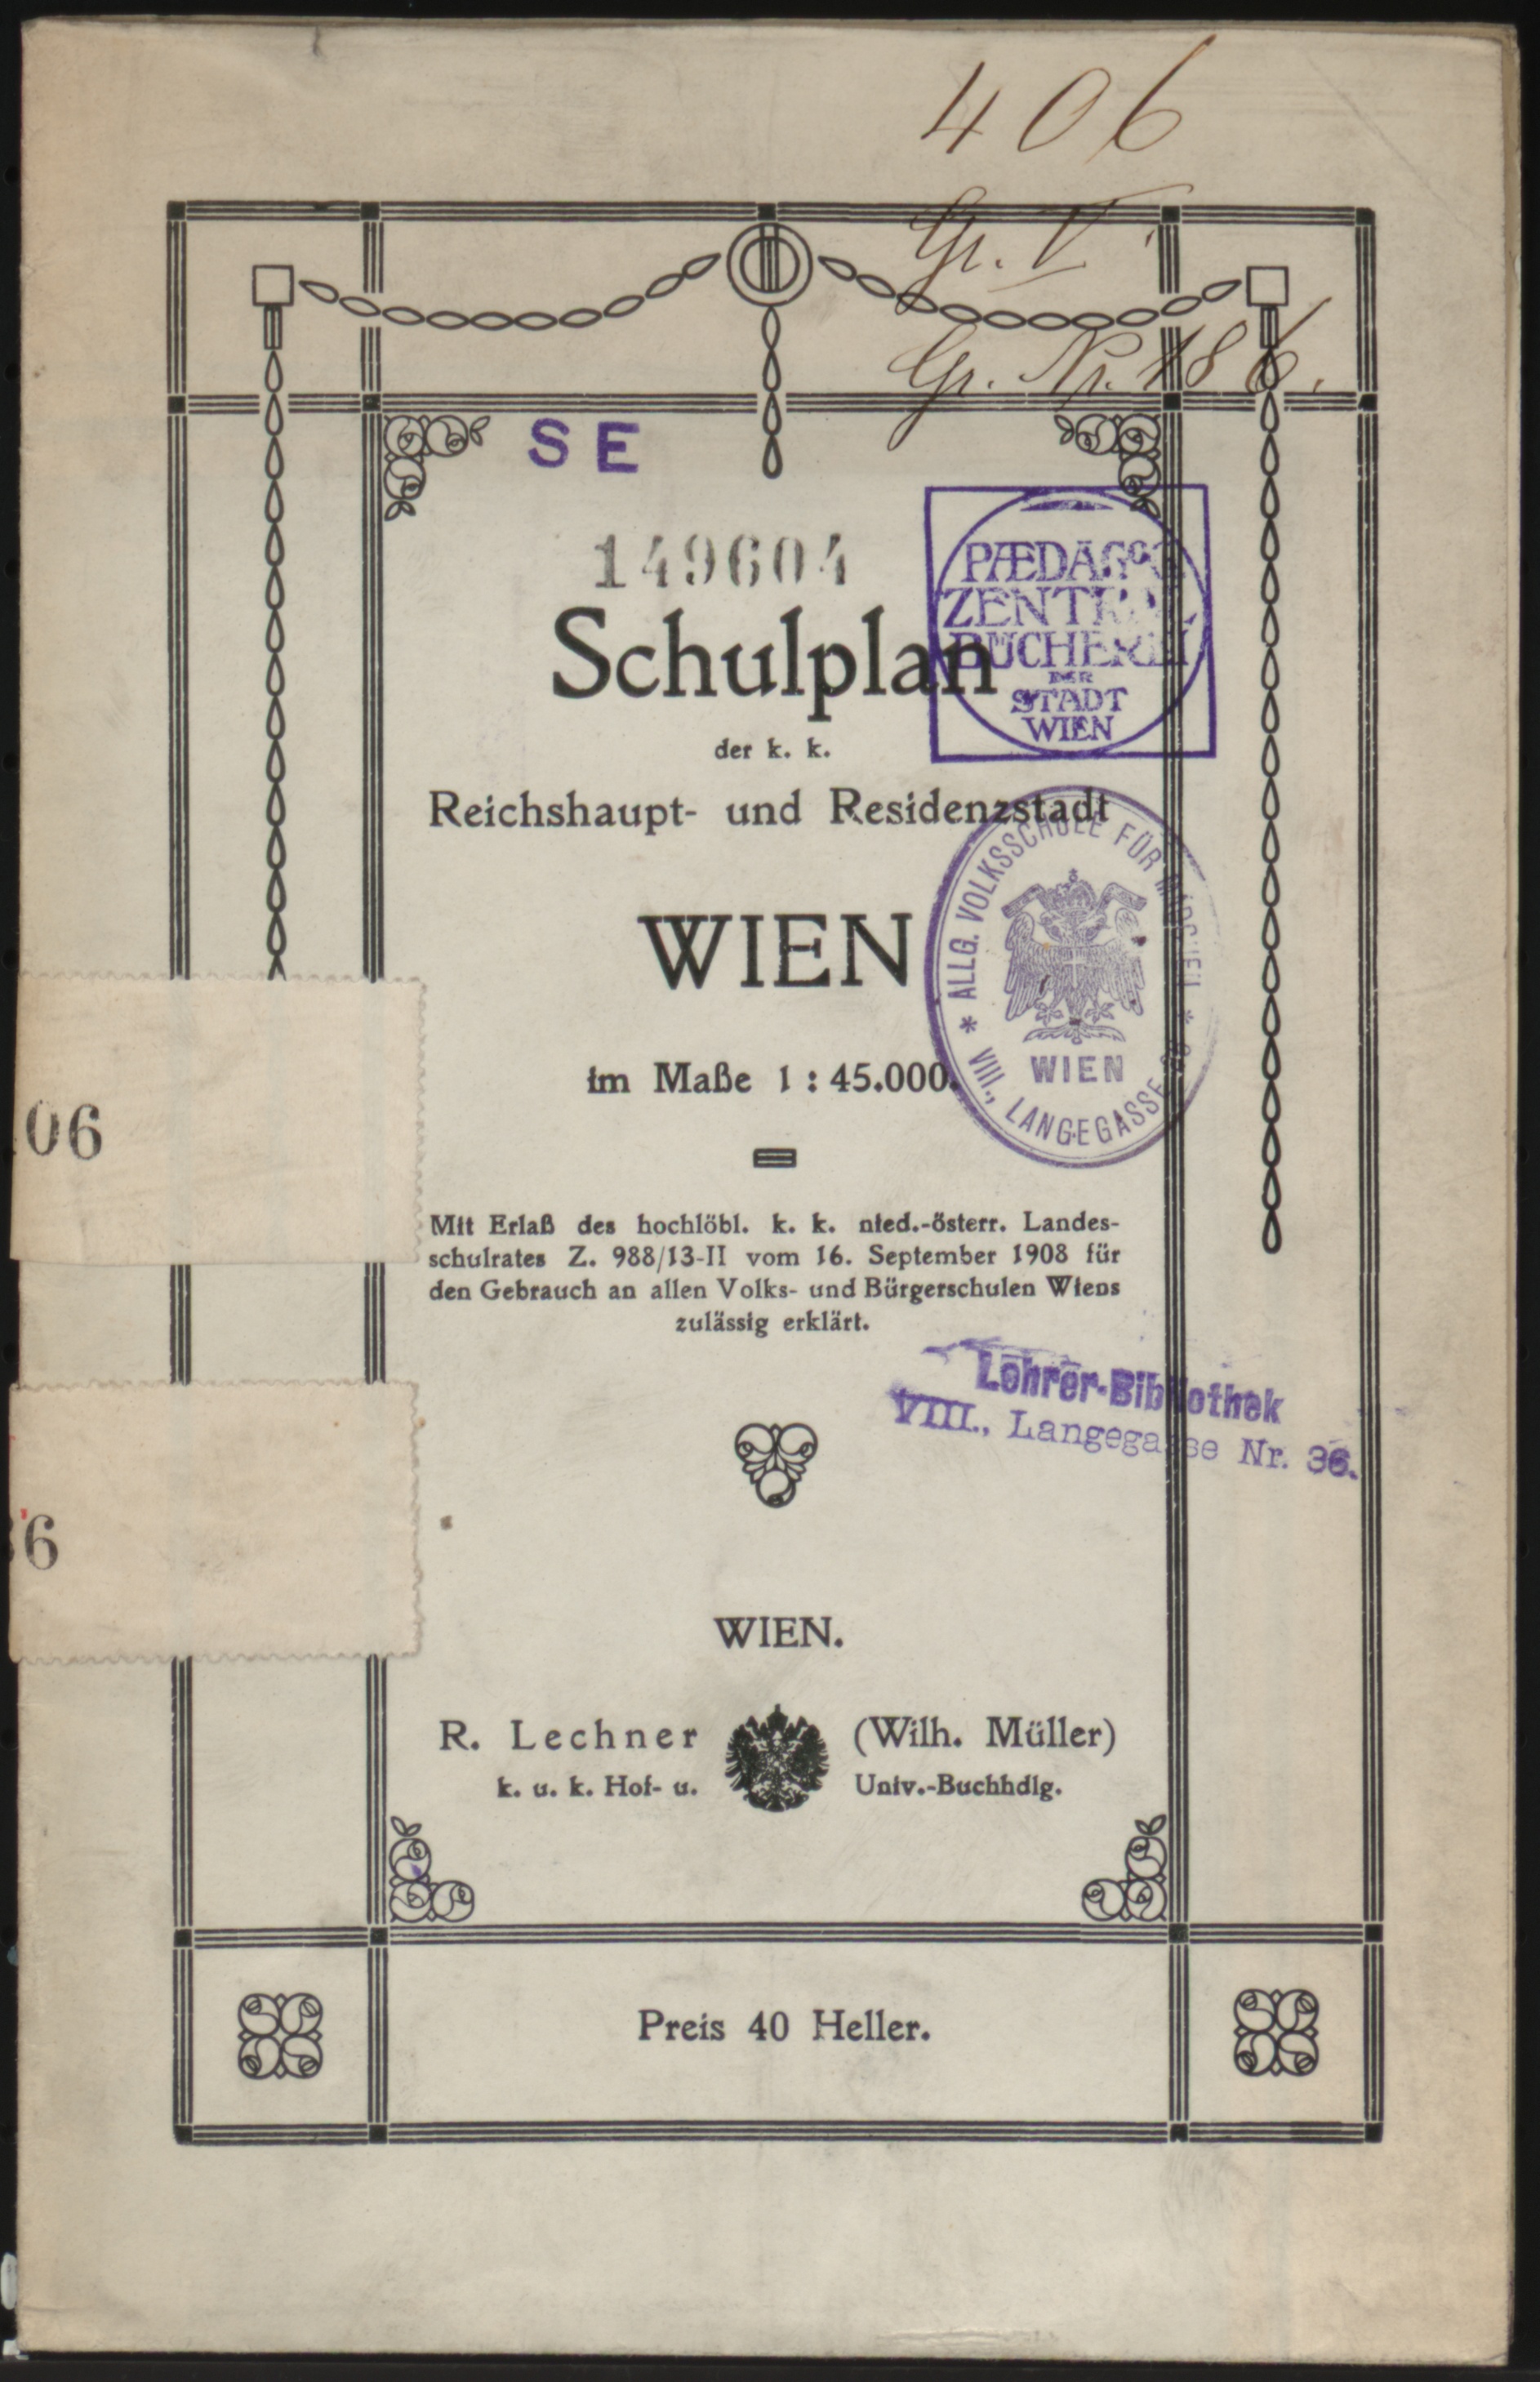 406
Gr. V.
Gr. Nr. 186.
S E
149604
PÆDAGOG
ZENTRAL
BÜCHEREI
DER
STADT
WIEN
Schulplan
der k. k.
Reichshaupt- und Residenzstadt
WIEN
im Maße 1 : 45.000.
* ALLG. VOLKSSCHULE FÜR MÄDCHEN *
WIEN
VIII., LANGEGASSE
06
Mit Erlaß des hochlöbl. k. k. nied.-österr. Landes-
schulrates Z. 988/13-II vom 16. September 1908 für
den Gebrauch an allen Volks- und Bürgerschulen Wiens
zulässig erklärt.
Lehrer-Bibliothek
VIII., Langegasse Nr. 36.
6
WIEN.
R. Lechner (Wilh. Müller)
k. u. k. Hof- u. Univ.-Buchhdlg.
Preis 40 Heller.